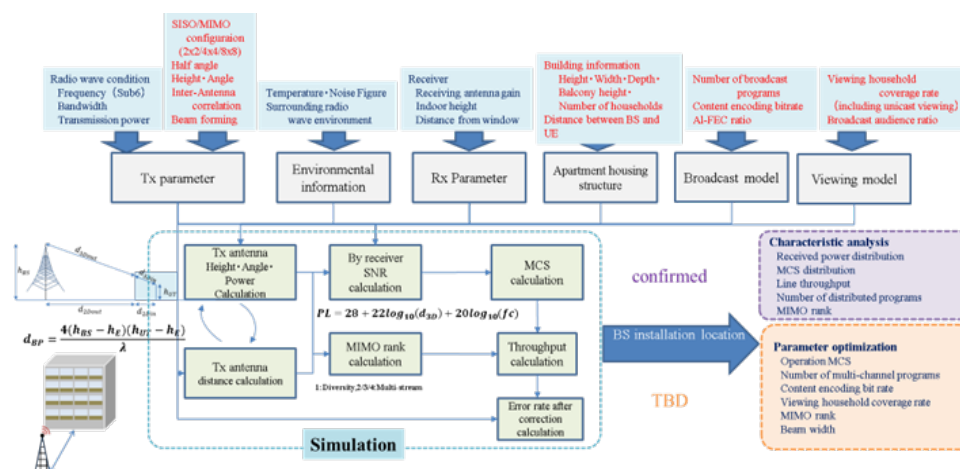 Radio wave condition
Frequency (Sub6)
Bandwidth
Transmission power
SISO/MIMO
configuraion
(2x2/4x4/8x8)
Half angle
Height・Angle
Inter-Antenna
correlation
Beam forming
Temperature・Noise Figure
Surrounding radio
wave environment
Receiver
Receiving antenna gain
Indoor height
Distance from window
Building information
Height・Width・Depth・
Balcony height・
Number of households
Distance between BS and
UE
Number of broadcast
programs
Content encoding bitrate
Al-FEC ratio
Viewing household
coverage rate
(including unicast viewing)
Broadcast audience ratio
Tx parameter
Environmental
information
Rx Parameter
Apartment housing
structure
Broadcast model
Viewing model
Tx antenna
Height・Angle・
Power
Calculation
By receiver
SNR
calculation
MCS
calculation
PL = 28 + 22log₁₀(d₃D) + 20log₁₀(fc)
Tx antenna
distance calculation
MIMO rank
calculation
1: Diversity,2/3/4:Multi-stream
Throughput
calculation
Error rate after
correction
calculation
Simulation
d3Dout
hBS
hUT
d2Dout
dBP = 4(hBS − hE)(hUT − hE) / λ
confirmed
BS installation location
TBD
Characteristic analysis
Received power distribution
MCS distribution
Line throughput
Number of distributed programs
MIMO rank
Parameter optimization
Operation MCS
Number of multi-channel programs
Content encoding bit rate
Viewing household coverage rate
MIMO rank
Beam width